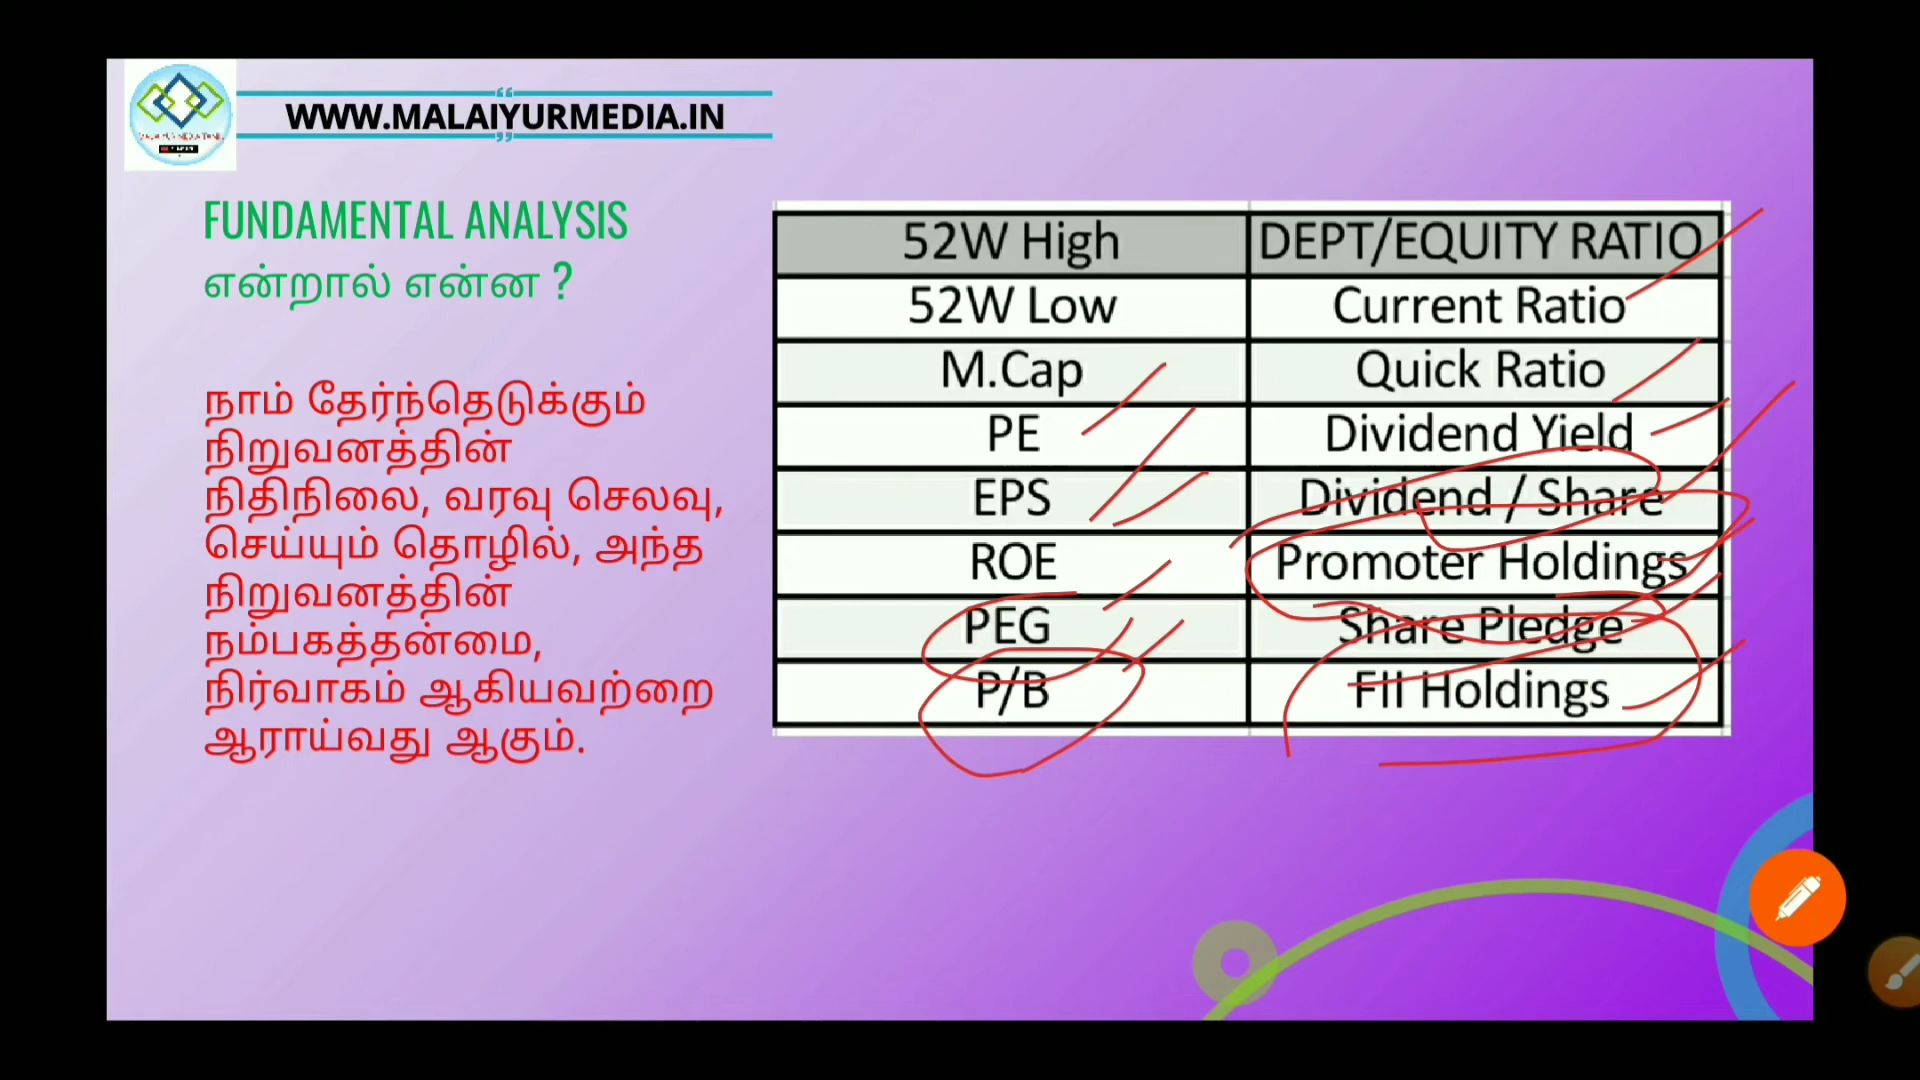 WWW.MALAIYURMEDIA.IN
FUNDAMENTAL ANALYSIS
என்றால் என்ன ?
நாம் தேர்ந்தெடுக்கும்
நிறுவனத்தின்
நிதிநிலை, வரவு செலவு,
செய்யும் தொழில், அந்த
நிறுவனத்தின்
நம்பகத்தன்மை,
நிர்வாகம் ஆகியவற்றை
ஆராய்வது ஆகும்.
52W High DEPT/EQUITY RATIO
52W Low Current Ratio
M.Cap Quick Ratio
PE Dividend Yield
EPS Dividend / Share
ROE Promoter Holdings
PEG Share Pledge
P/B FII Holdings